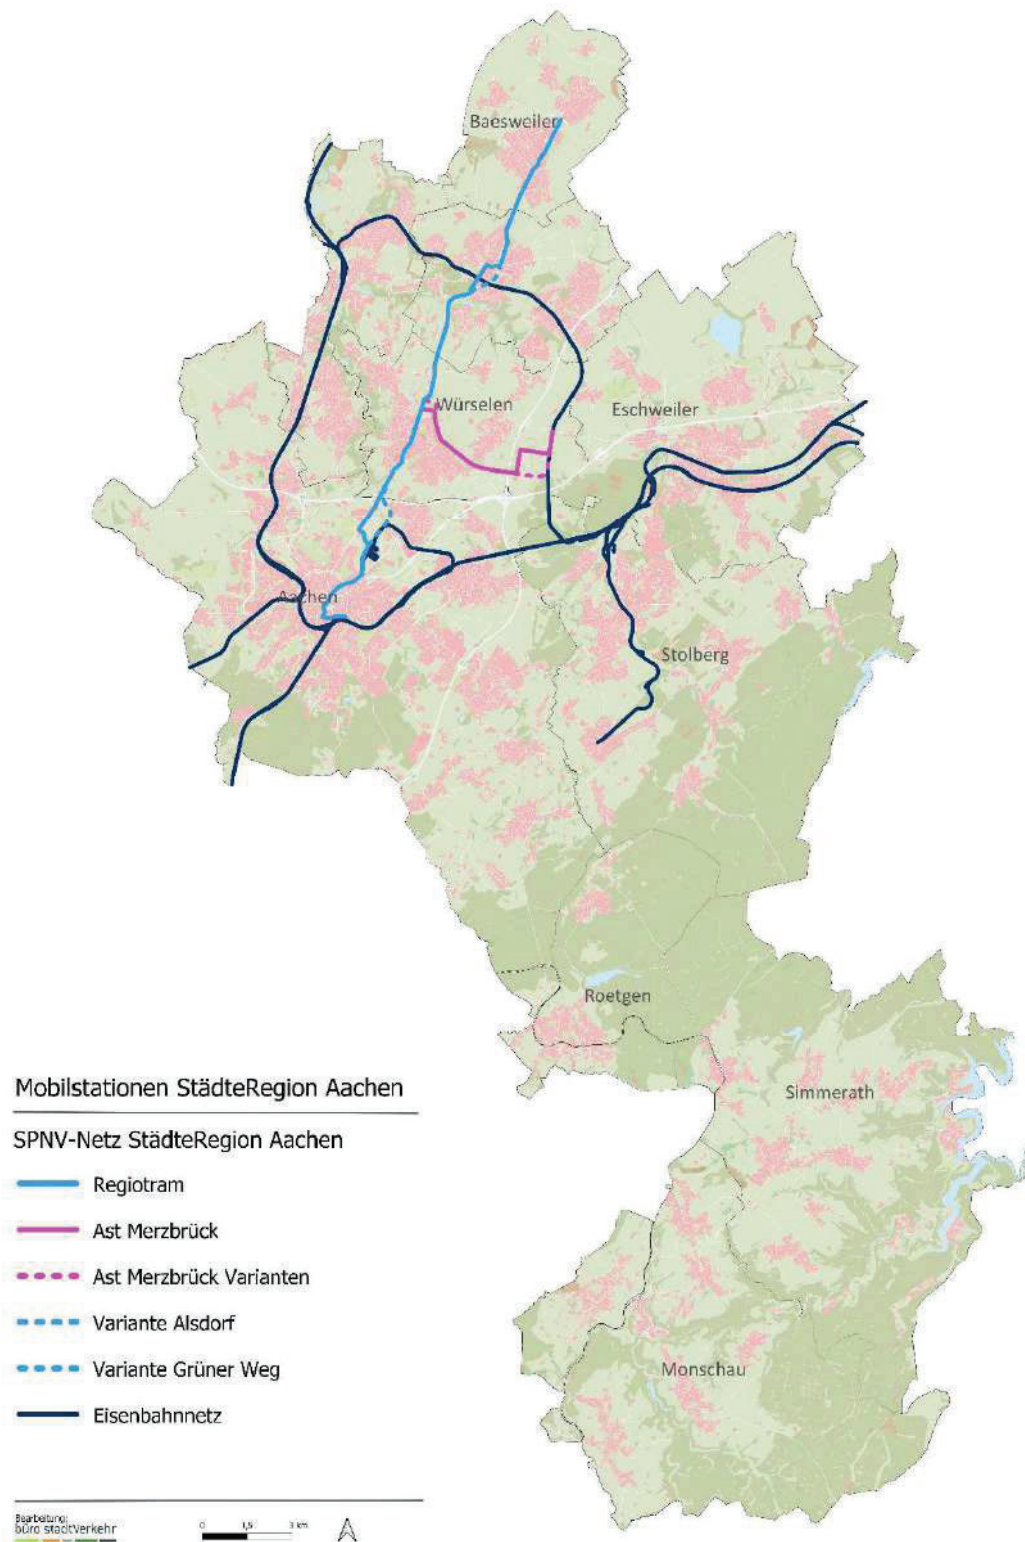 Baesweiler
Würselen
Eschweiler
Aachen
Stolberg
Roetgen
Simmerath
Monschau
Mobilstationen StädteRegion Aachen
SPNV-Netz StädteRegion Aachen
Regiotram
Ast Merzbrück
Ast Merzbrück Varianten
Variante Alsdorf
Variante Grüner Weg
Eisenbahnnetz
Bearbeitung:
büro stadtVerkehr
0 1,5 3 km